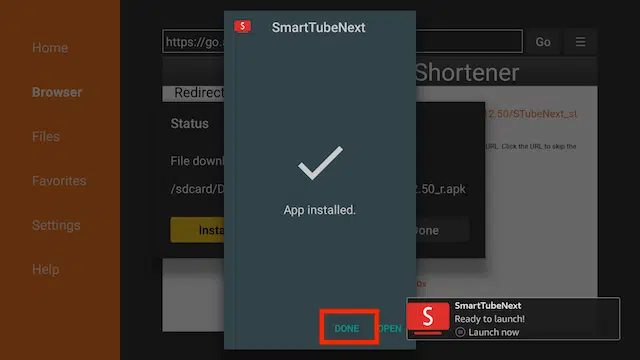 Home
Browser
Files
Favorites
Settings
Help
https://go.
Go
Shortener
Redirect
2.50/STubeNext_st
URL. Click the URL to skip the
Status
File downl
/sdcard/D
2.50_r.apk
Insta
Done
S SmartTubeNext
App installed.
DONE
OPEN
S
SmartTubeNext
Ready to launch!
Launch now